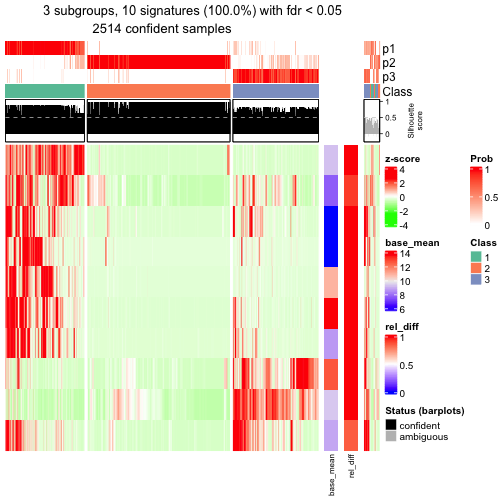 3 subgroups, 10 signatures (100.0%) with fdr < 0.05
2514 confident samples
p1
p2
p3
Class
1
0.5
0
Silhouette
score
z-score
4
2
0
-2
-4
Prob
1
0.5
0
base_mean
14
12
10
8
6
Class
1
2
3
rel_diff
1
0.5
0
Status (barplots)
confident
ambiguous
base_mean
rel_diff